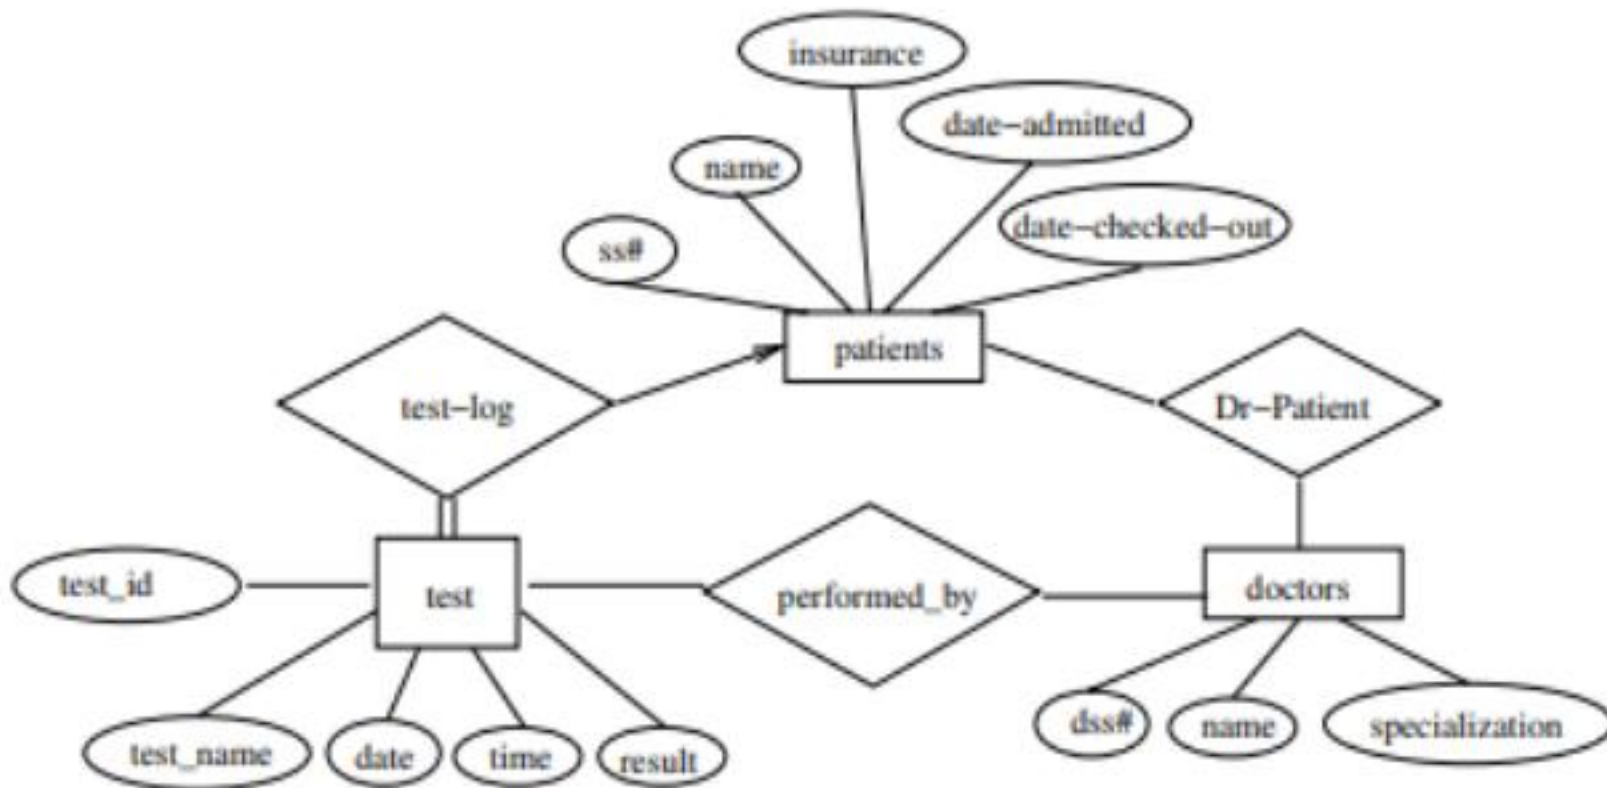 insurance
date-admitted
name
date-checked-out
ss#
patients
test-log
Dr-Patient
test_id
test
performed_by
doctors
test_name
date
time
result
dss#
name
specialization